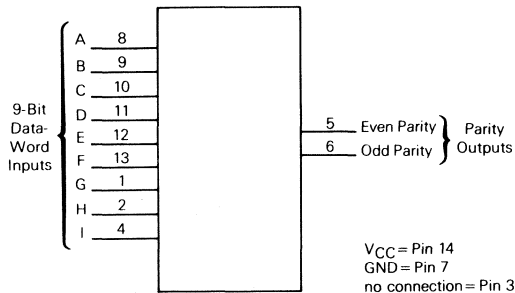 A 8
B 9
C 10
D 11
E 12
F 13
G 1
H 2
I 4
9-Bit
Data-
Word
Inputs
5 Even Parity
6 Odd Parity
Parity
Outputs
VCC = Pin 14
GND = Pin 7
no connection = Pin 3